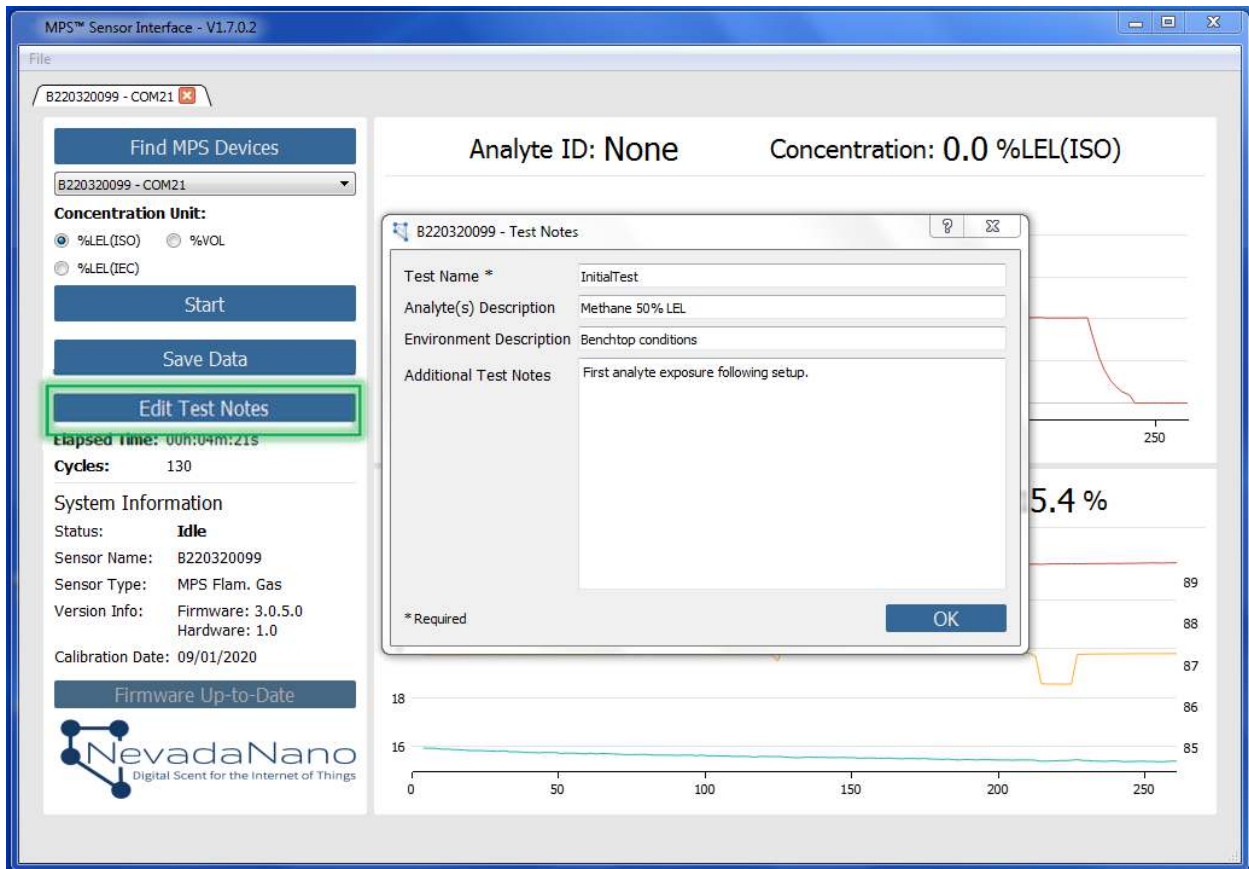 MPS™ Sensor Interface - V1.7.0.2
File
B220320099 - COM21
Find MPS Devices
B220320099 - COM21
Concentration Unit:
%LEL(ISO) %VOL
%LEL(IEC)
Start
Save Data
Edit Test Notes
Elapsed Time: 00h:04m:21s
Cycles: 130
System Information
Status: Idle
Sensor Name: B220320099
Sensor Type: MPS Flam. Gas
Version Info: Firmware: 3.0.5.0
Hardware: 1.0
Calibration Date: 09/01/2020
Firmware Up-to-Date
NevadaNano
Digital Scent for the Internet of Things
Analyte ID: None Concentration: 0.0 %LEL(ISO)
B220320099 - Test Notes
Test Name * InitialTest
Analyte(s) Description Methane 50% LEL
Environment Description Benchtop conditions
Additional Test Notes First analyte exposure following setup.
* Required OK
250
5.4 %
89
88
87
18 86
16 85
0 50 100 150 200 250